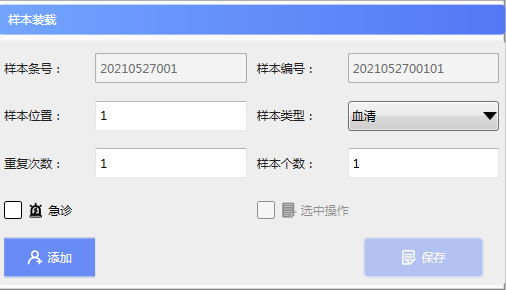 样本装载
样本条号： 20210527001 样本编号： 2021052700101
样本位置： 1 样本类型： 血清
重复次数： 1 样本个数： 1
急诊 选中操作
添加 保存